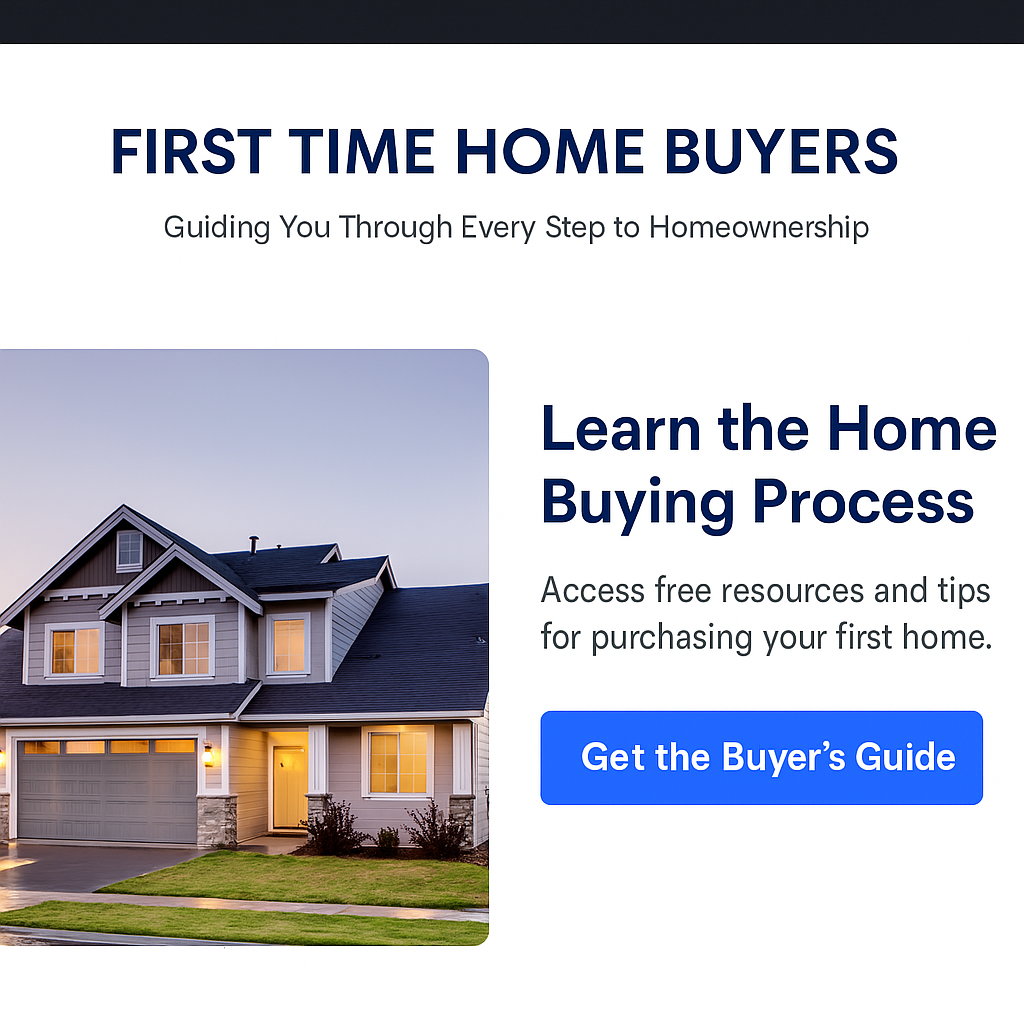 FIRST TIME HOME BUYERS
Guiding You Through Every Step to Homeownership
Learn the Home
Buying Process
Access free resources and tips
for purchasing your first home.
Get the Buyer’s Guide